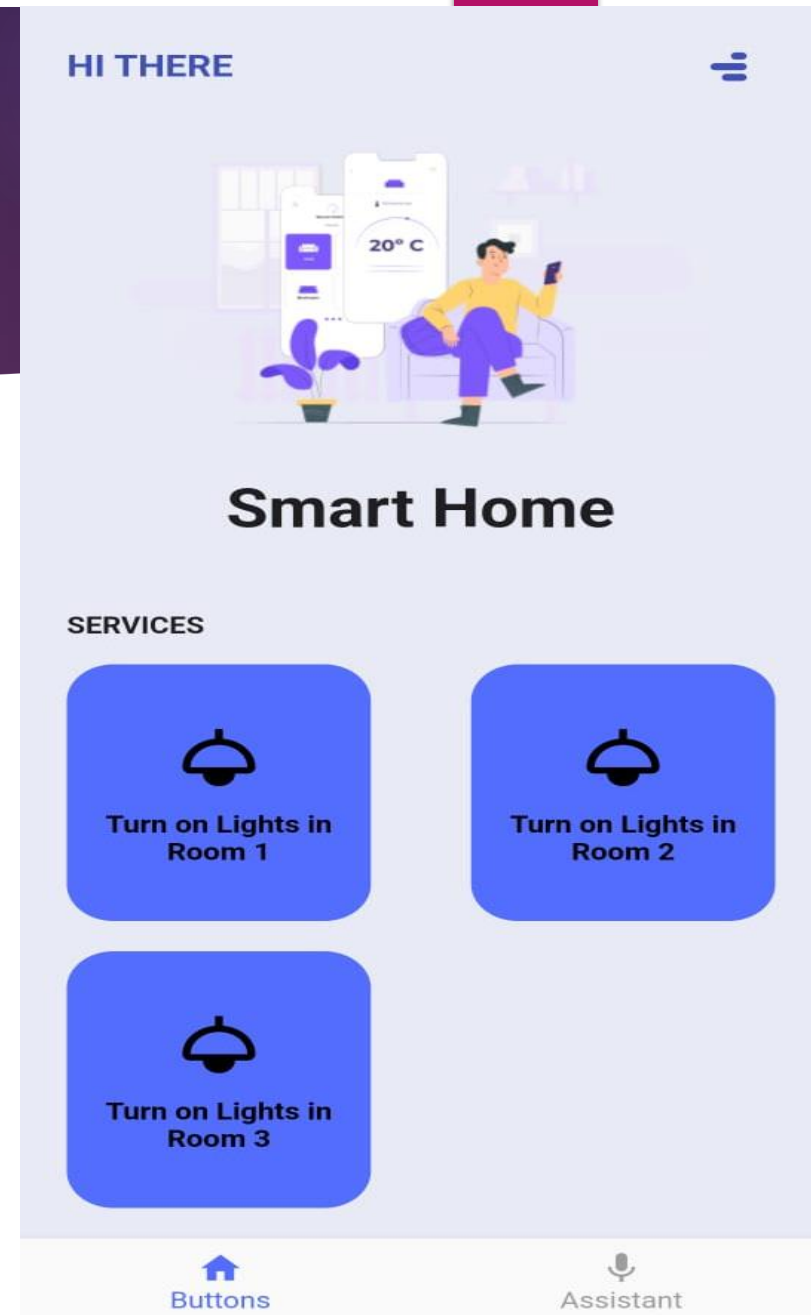 HI THERE
20° C
Smart Home
SERVICES
Turn on Lights in
Room 1
Turn on Lights in
Room 2
Turn on Lights in
Room 3
Buttons
Assistant